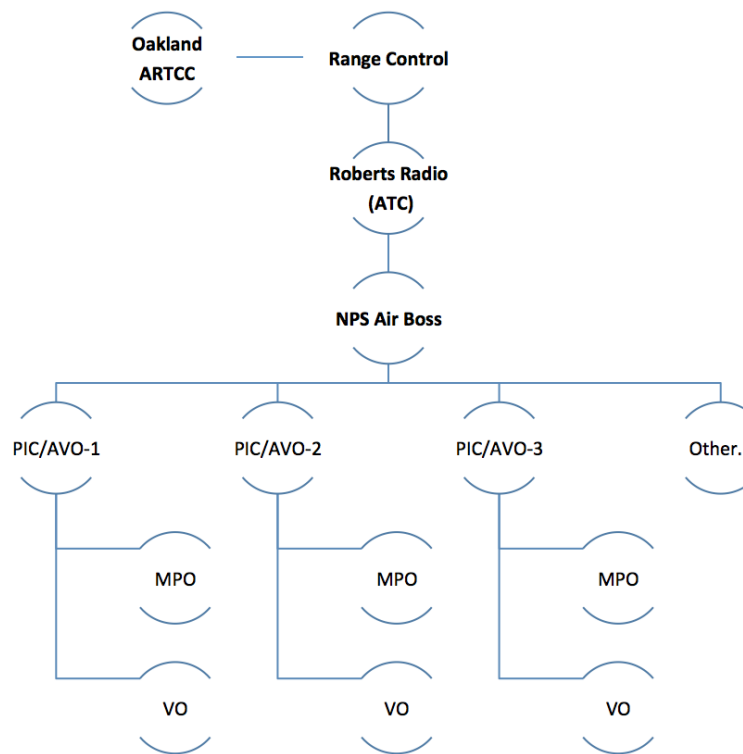 Oakland
ARTCC
Range Control
Roberts Radio
(ATC)
NPS Air Boss
PIC/AVO-1
PIC/AVO-2
PIC/AVO-3
Other.
MPO
MPO
MPO
VO
VO
VO